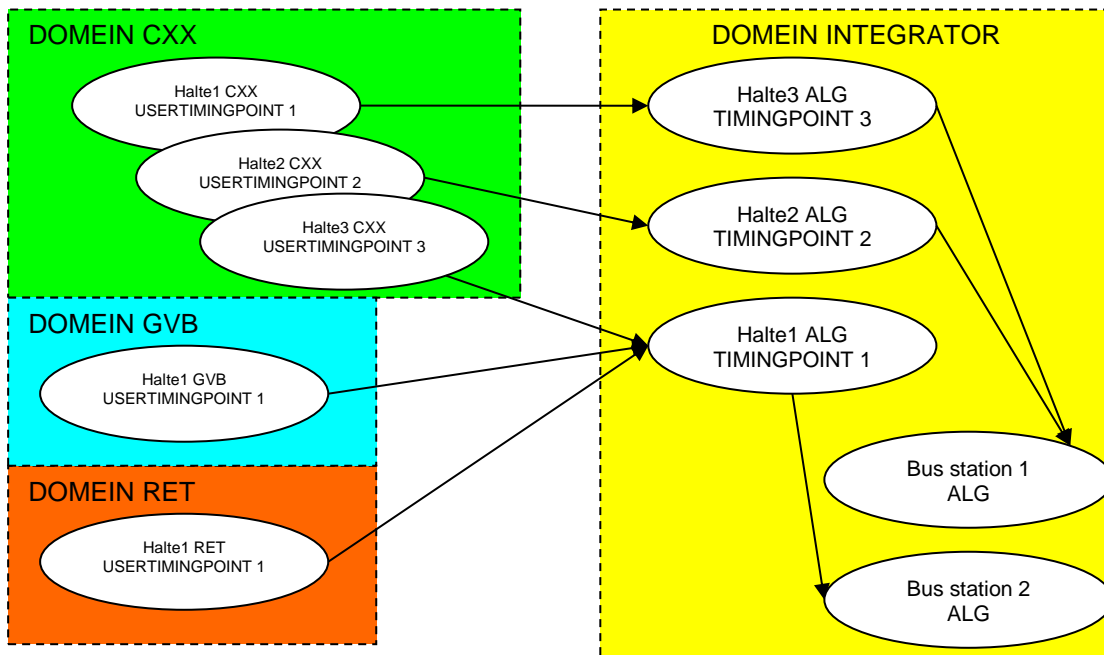 DOMEIN CXX
Halte1 CXX
USERTIMINGPOINT 1
Halte2 CXX
USERTIMINGPOINT 2
Halte3 CXX
USERTIMINGPOINT 3
DOMEIN GVB
Halte1 GVB
USERTIMINGPOINT 1
DOMEIN RET
Halte1 RET
USERTIMINGPOINT 1
DOMEIN INTEGRATOR
Halte3 ALG
TIMINGPOINT 3
Halte2 ALG
TIMINGPOINT 2
Halte1 ALG
TIMINGPOINT 1
Bus station 1
ALG
Bus station 2
ALG